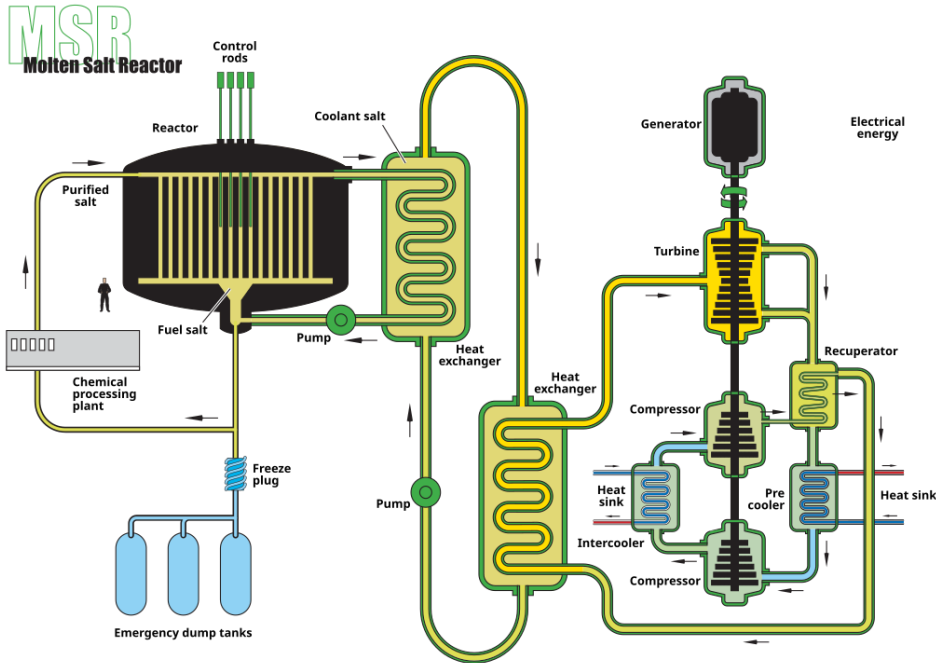 MSR
Molten Salt Reactor
Control
rods
Reactor
Coolant salt
Generator
Electrical
energy
Purified
salt
Turbine
Fuel salt
Pump
Heat
exchanger
Recuperator
Chemical
processing
plant
Heat
exchanger
Compressor
Freeze
plug
Pump
Heat
sink
Pre
cooler
Heat sink
Intercooler
Compressor
Emergency dump tanks